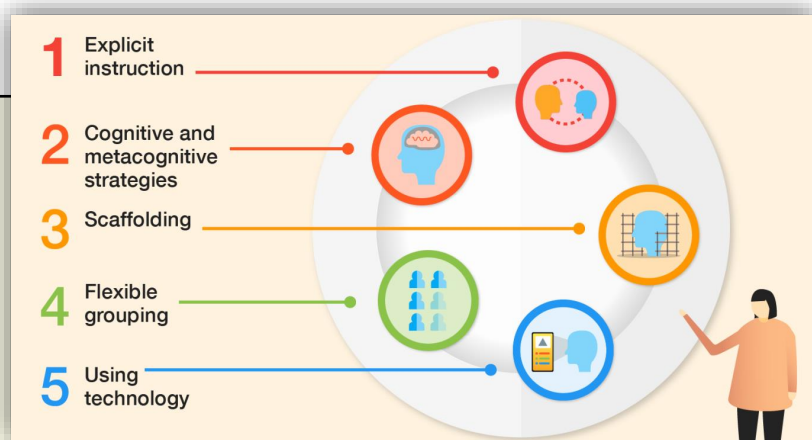 1 Explicit
instruction
2 Cognitive and
metacognitive
strategies
3 Scaffolding
4 Flexible
grouping
5 Using
technology